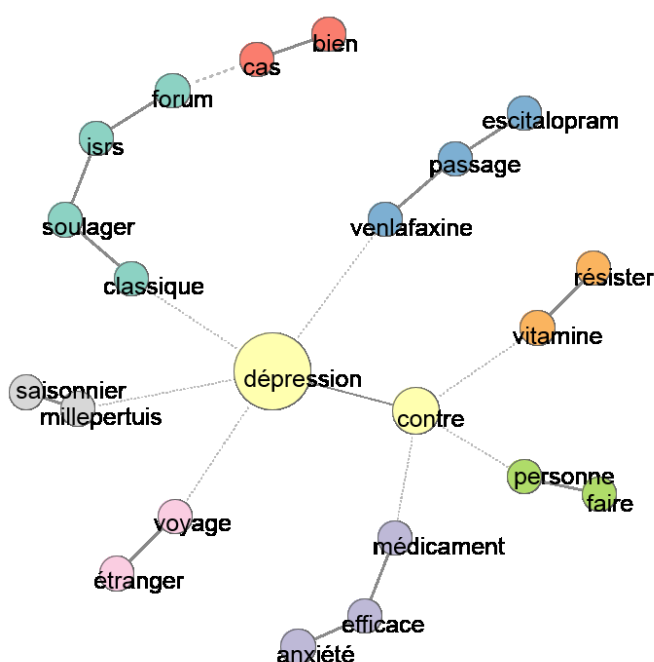 bien
cas
forum
escitalopram
isrs
passage
soulager
venlafaxine
résister
classique
vitamine
dépression
saisonnier
millepertuis
contre
personne
faire
voyage
médicament
étranger
efficace
anxiété